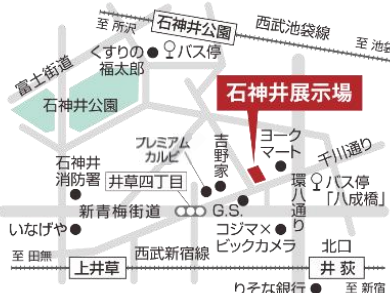 至 所沢
石神井公園
西武池袋線
至 池袋
くすりの
福太郎
バス停
富士街道
石神井公園
石神井展示場
プレミアム
カルビ
吉野家
ヨーク
マート
千川通り
石神井
消防署
井草四丁目
環八通り
バス停
「八成橋」
新青梅街道
G.S.
いなげや
コジマ×
ビックカメラ
至 田無
西武新宿線
北口
上井草
井荻
至 新宿
りそな銀行